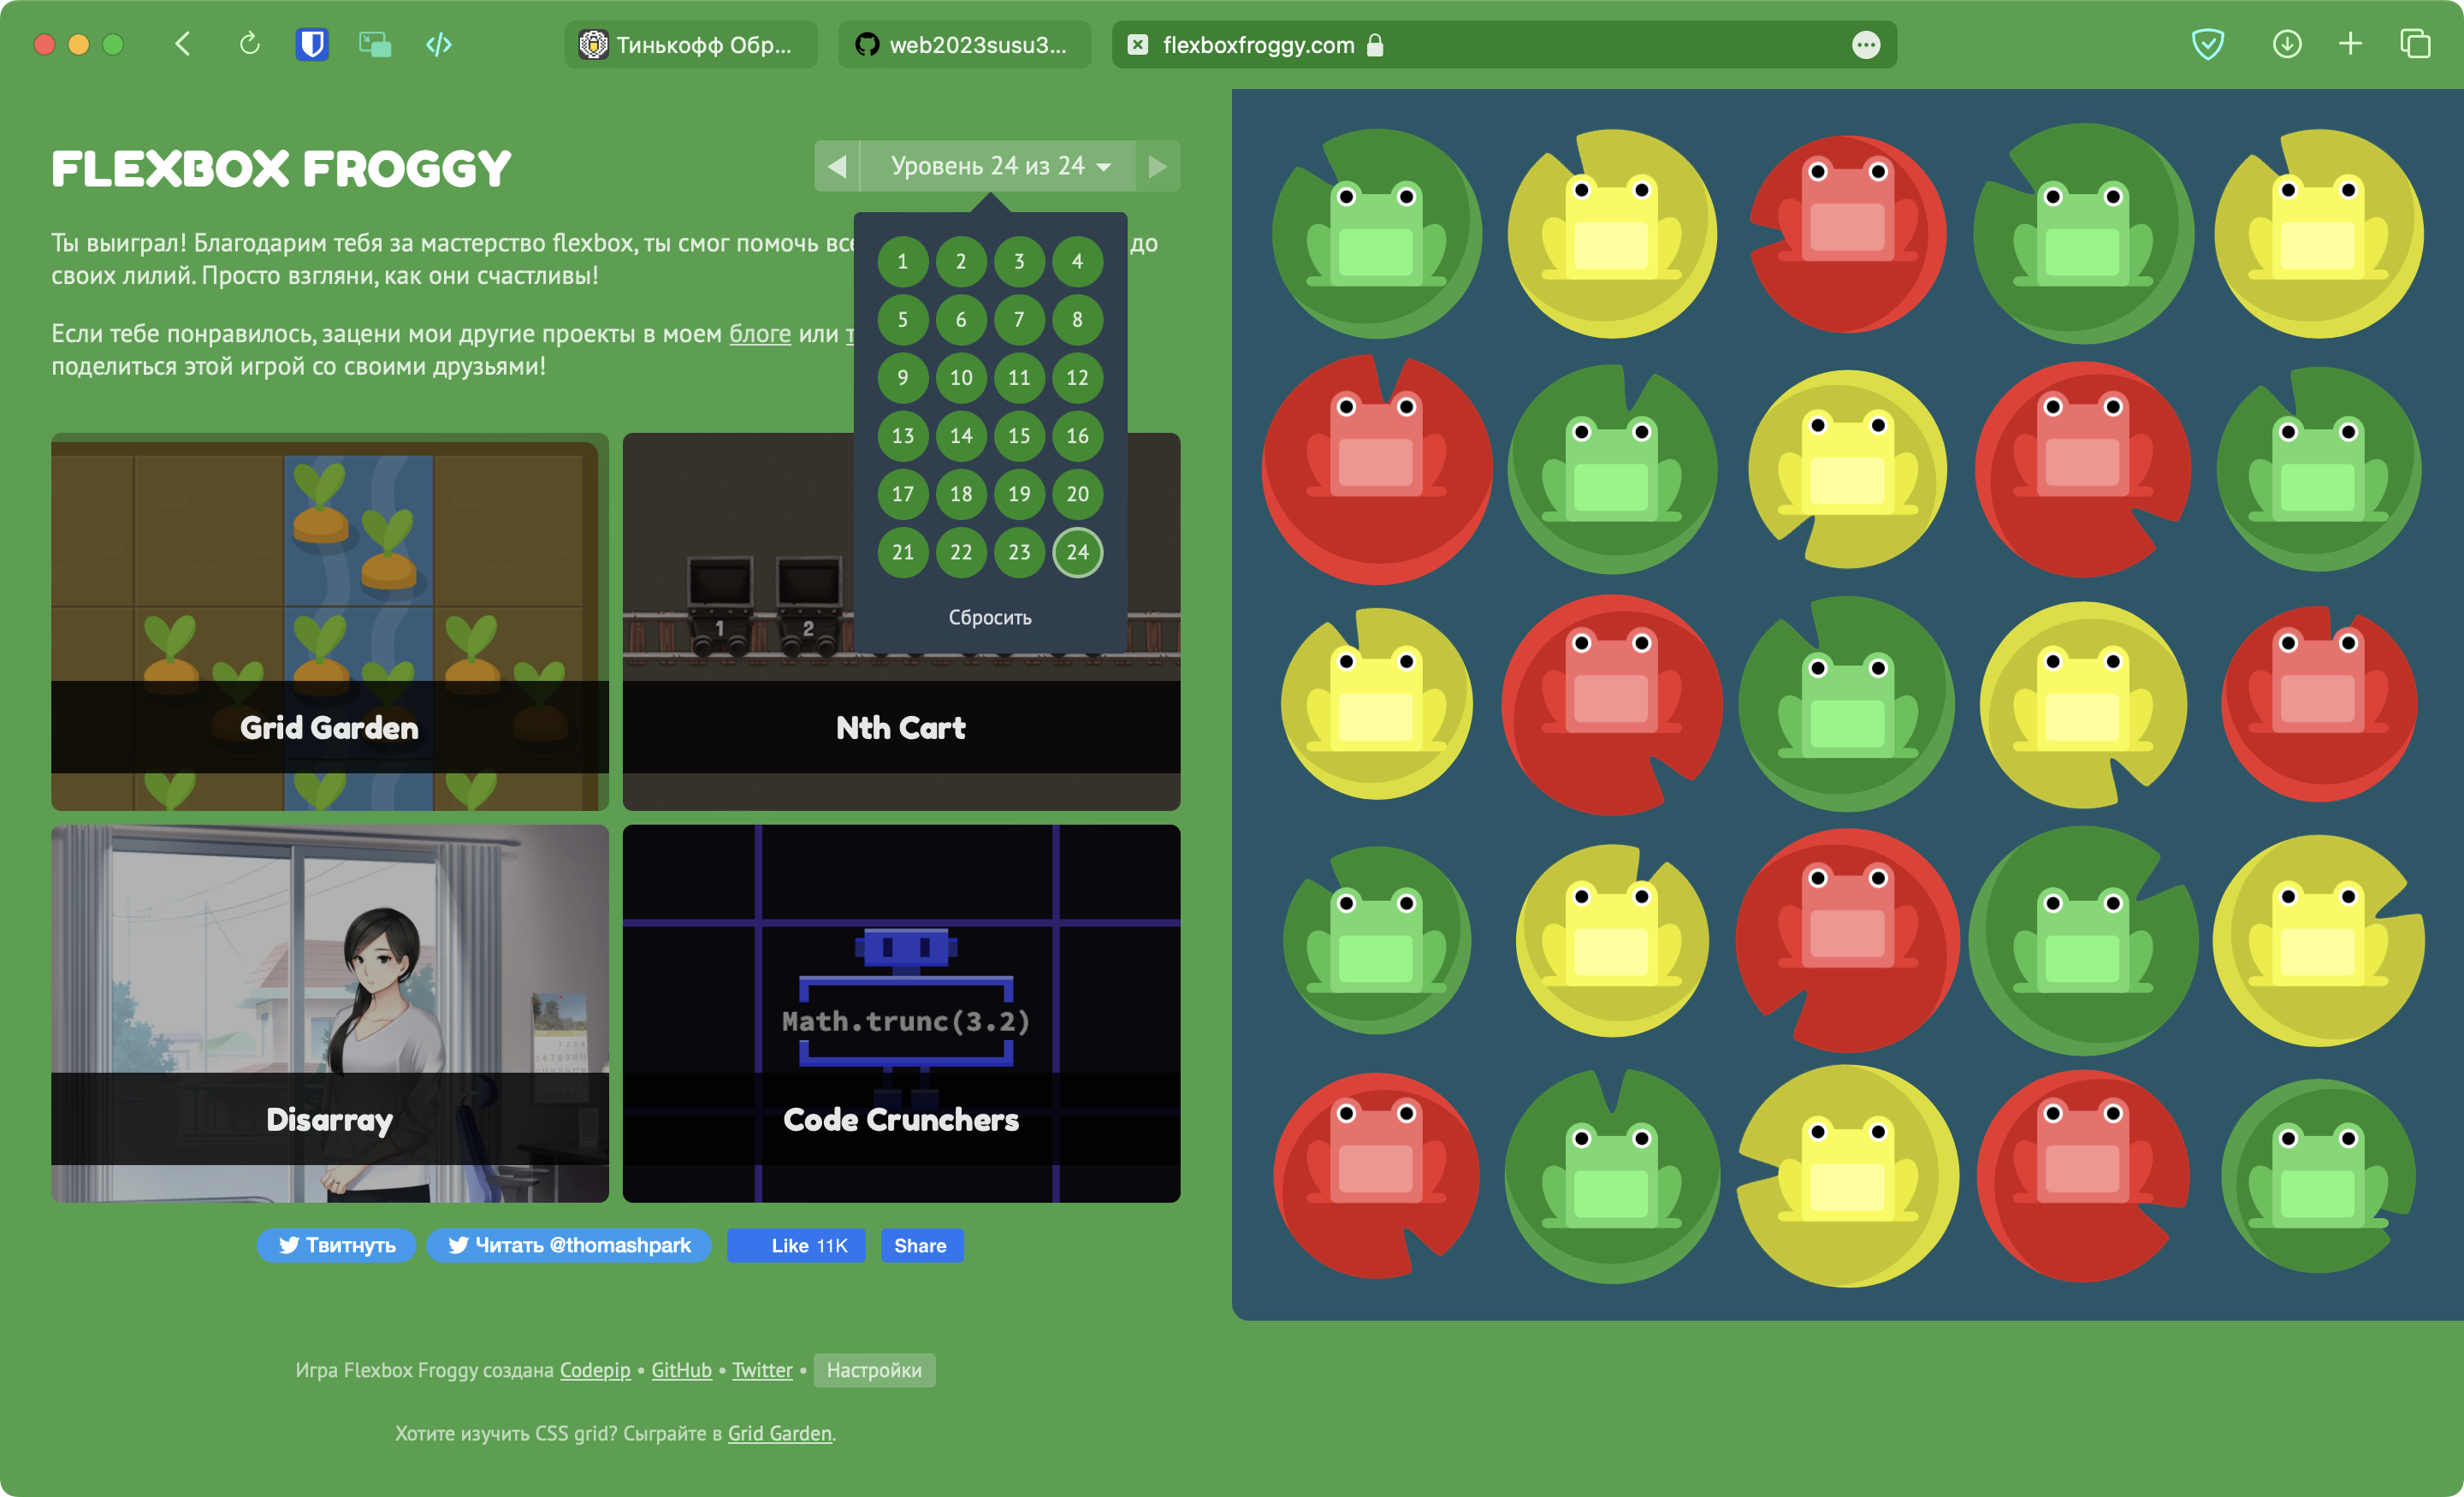 Тинькофф Обр...
web2023susu3...
flexboxfroggy.com
FLEXBOX FROGGY
Уровень 24 из 24
Ты выиграл! Благодарим тебя за мастерство flexbox, ты смог помочь все
до
своих лилий. Просто взгляни, как они счастливы!
Если тебе понравилось, зацени мои другие проекты в моем блоге или т
поделиться этой игрой со своими друзьями!
1 2 3 4
5 6 7 8
9 10 11 12
13 14 15 16
17 18 19 20
21 22 23 24
Сбросить
1 2
Grid Garden
Nth Cart
Math.trunc(3.2)
Disarray
Code Crunchers
Твитнуть
Читать @thomashpark
Like 11K
Share
Игра Flexbox Froggy создана Codepip • GitHub • Twitter • Настройки
Хотите изучить CSS grid? Сыграйте в Grid Garden.